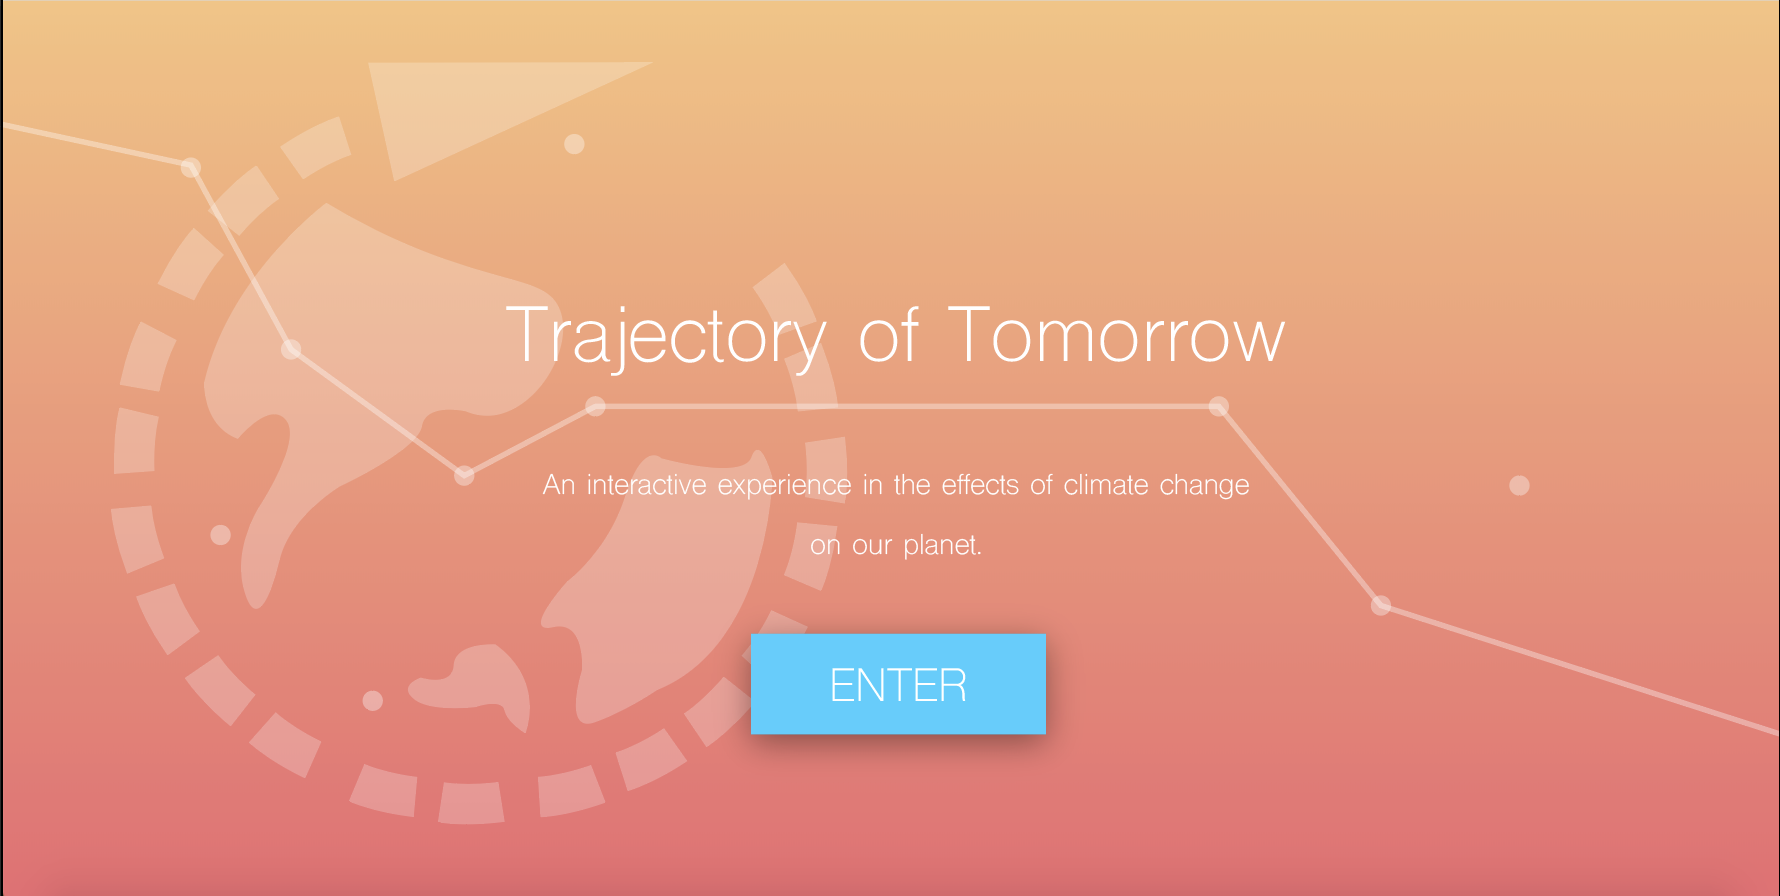 Trajectory of Tomorrow
An interactive experience in the effects of climate change
on our planet.
ENTER